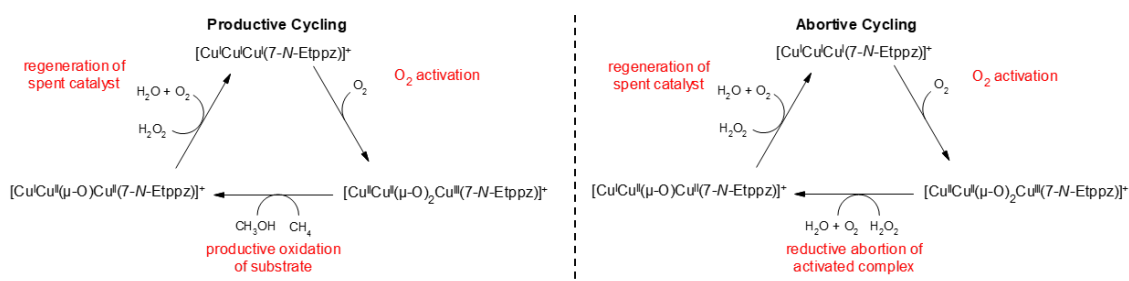 Productive Cycling
[CuᴵCuᴵCuᴵ(7-N-Etppz)]⁺
regeneration of
spent catalyst
H₂O + O₂
H₂O₂
O₂
O₂ activation
[CuᴵCuᴵᴵ(μ-O)Cuᴵᴵ(7-N-Etppz)]⁺
[CuᴵᴵCuᴵᴵ(μ-O)₂Cuᴵᴵᴵ(7-N-Etppz)]⁺
CH₃OH
CH₄
productive oxidation
of substrate
Abortive Cycling
[CuᴵCuᴵCuᴵ(7-N-Etppz)]⁺
regeneration of
spent catalyst
H₂O + O₂
H₂O₂
O₂
O₂ activation
[CuᴵCuᴵᴵ(μ-O)Cuᴵᴵ(7-N-Etppz)]⁺
[CuᴵᴵCuᴵᴵ(μ-O)₂Cuᴵᴵᴵ(7-N-Etppz)]⁺
H₂O + O₂
H₂O₂
reductive abortion of
activated complex